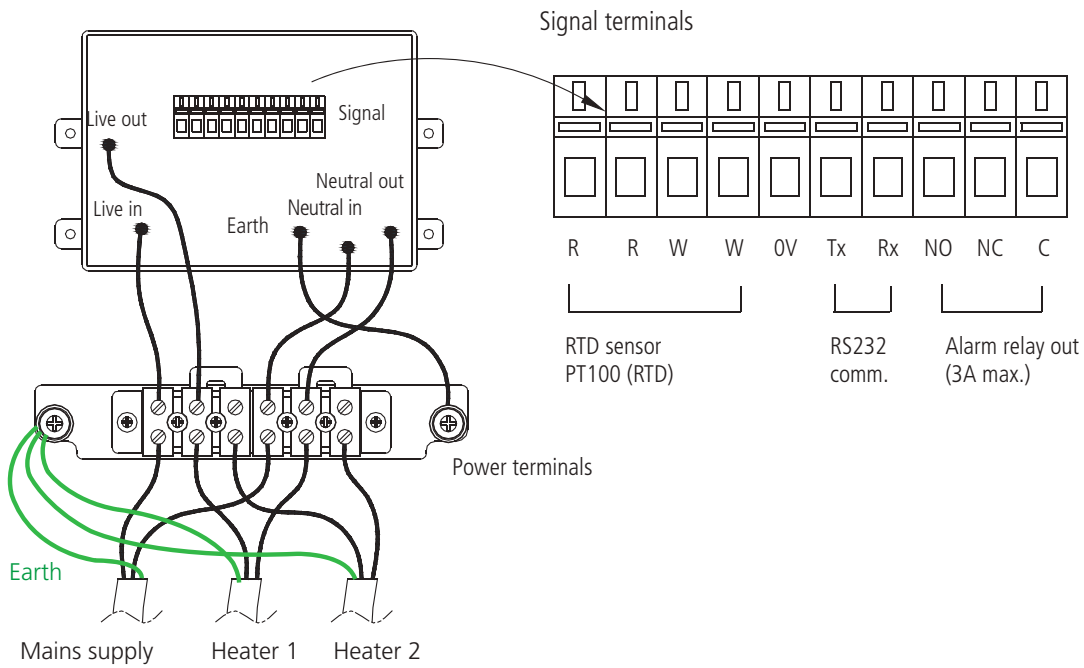 Signal terminals
Live out
Signal
Neutral out
Live in
Earth
Neutral in
R R W W 0V Tx Rx NO NC C
RTD sensor
PT100 (RTD)
RS232
comm.
Alarm relay out
(3A max.)
Power terminals
Earth
Mains supply
Heater 1
Heater 2